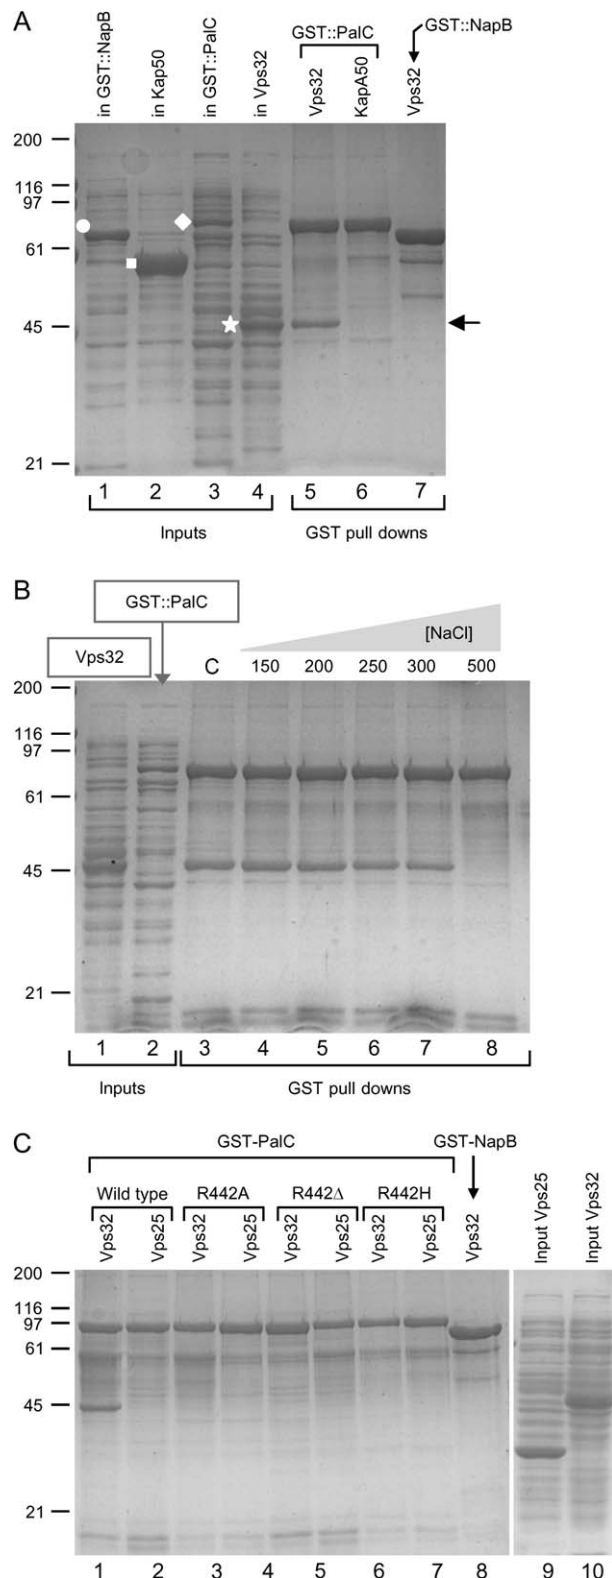 A
in GST::NapB
in Kap50
in GST::PalC
in Vps32
GST::PalC
GST::NapB
Vps32
KapA50
Vps32
200
116
97
61
45
21
1 2 3 4 5 6 7
Inputs GST pull downs
B
GST::PalC
Vps32
[NaCl]
C 150 200 250 300 500
200
116
97
61
45
21
1 2 3 4 5 6 7 8
Inputs GST pull downs
C
GST-PalC GST-NapB
Wild type R442A R442Δ R442H
Vps32
Vps25
Vps32
Vps25
Vps32
Vps25
Vps32
Vps25
Vps32
Input Vps25
Input Vps32
200
116
97
61
45
21
1 2 3 4 5 6 7 8 9 10